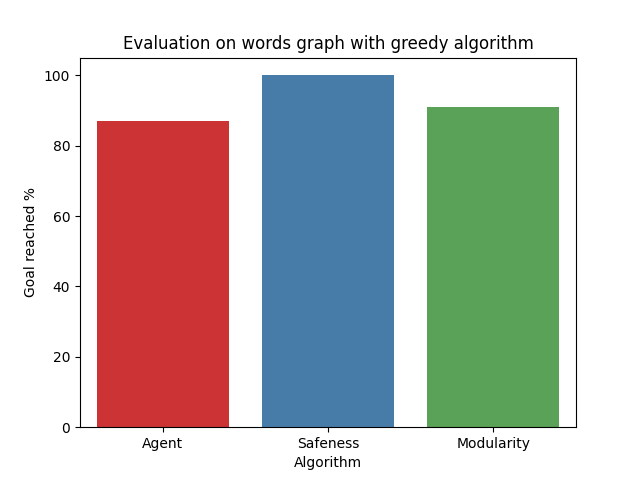 Evaluation on words graph with greedy algorithm
100
80
60
40
20
0
Goal reached %
Agent
Safeness
Modularity
Algorithm